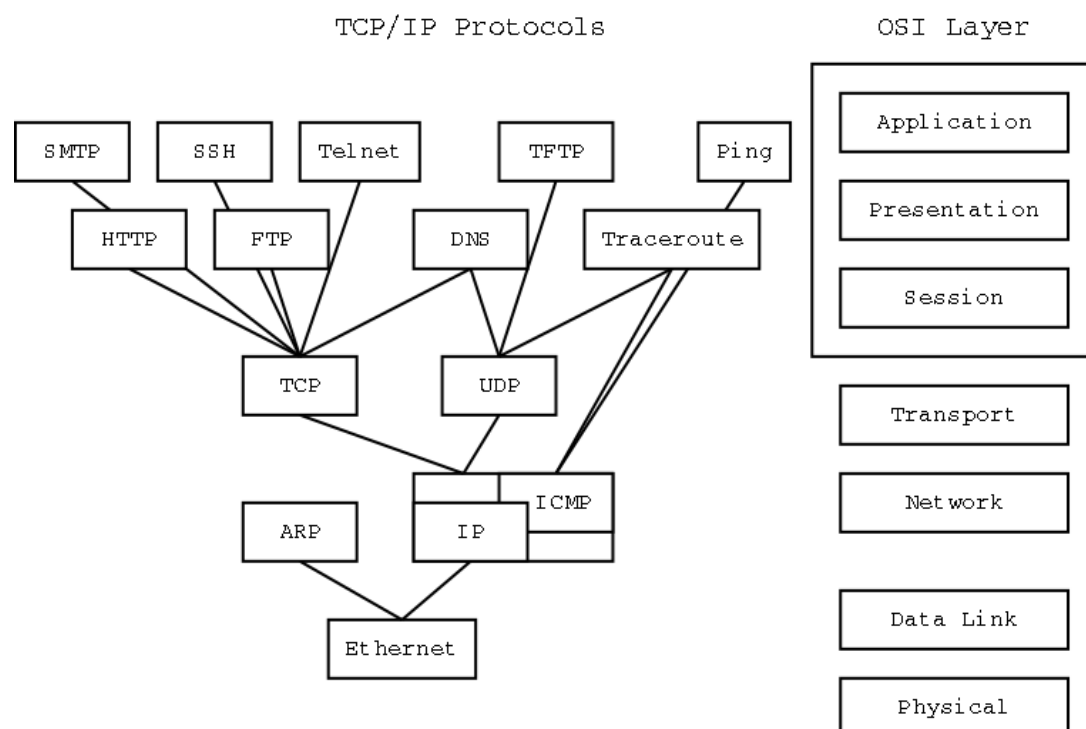 TCP/IP Protocols
OSI Layer
SMTP
SSH
Telnet
TFTP
Ping
HTTP
FTP
DNS
Traceroute
TCP
UDP
ICMP
ARP
IP
Ethernet
Application
Presentation
Session
Transport
Network
Data Link
Physical